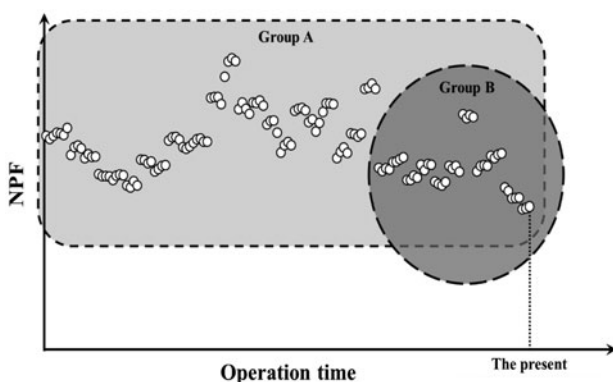 Group A
Group B
NPF
The present
Operation time